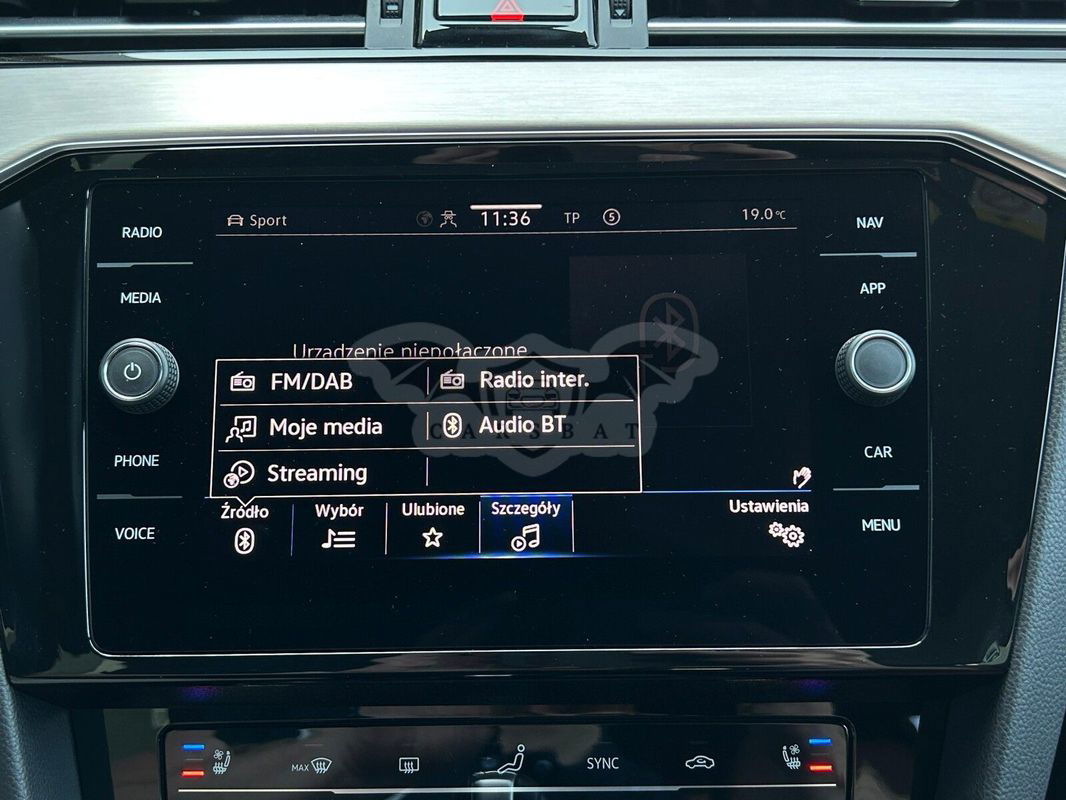 Sport
11:36
TP
5
19.0°C
RADIO
MEDIA
PHONE
VOICE
NAV
APP
CAR
MENU
Urządzenie niepołączone
FM/DAB
Radio inter.
Moje media
Audio BT
Streaming
CARSBAT
Źródło
Wybór
Ulubione
Szczegóły
Ustawienia
MAX
SYNC